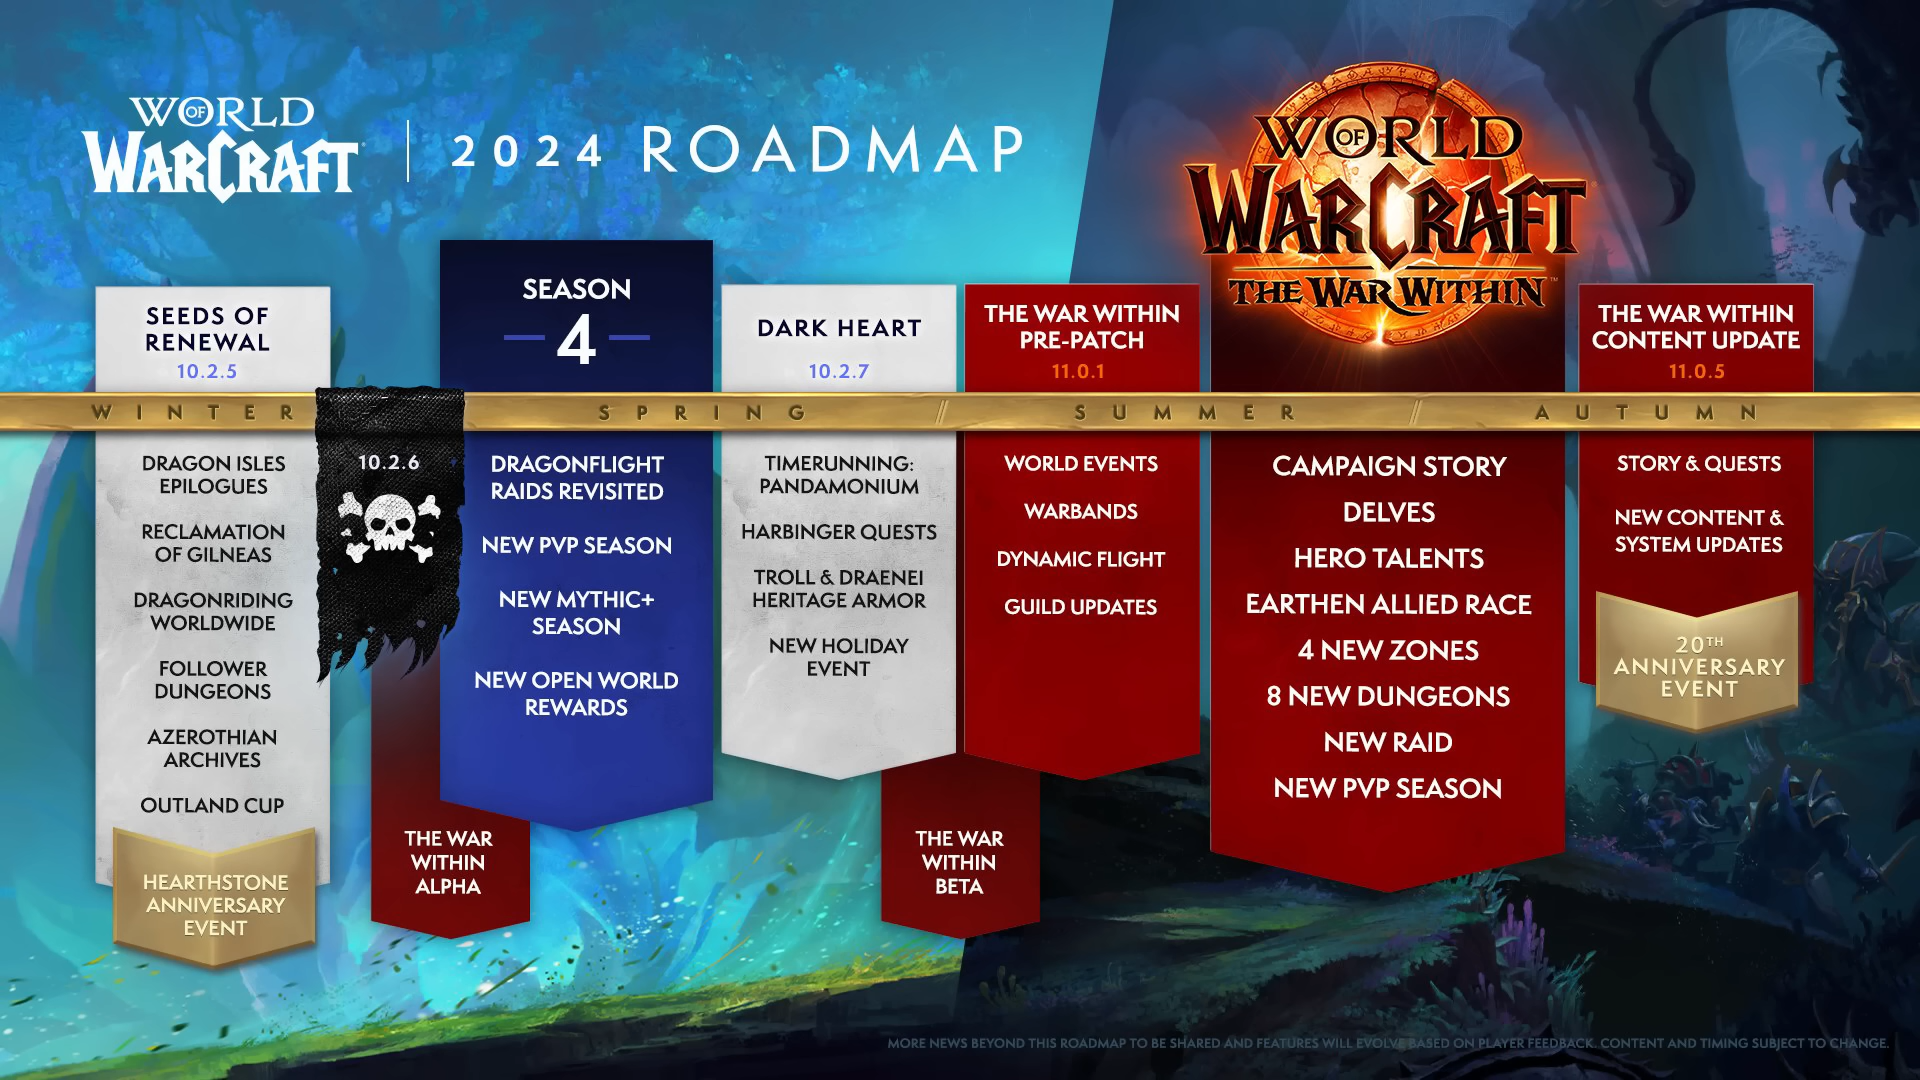 WORLD OF WARCRAFT
2024 ROADMAP
WORLD OF WARCRAFT
THE WAR WITHIN™
SEEDS OF
RENEWAL
10.2.5
SEASON
4
DARK HEART
10.2.7
THE WAR WITHIN
PRE-PATCH
11.0.1
THE WAR WITHIN
CONTENT UPDATE
11.0.5
WINTER
SPRING // SUMMER // AUTUMN
DRAGON ISLES
EPILOGUES
RECLAMATION
OF GILNEAS
DRAGONRIDING
WORLDWIDE
FOLLOWER
DUNGEONS
AZEROTHIAN
ARCHIVES
OUTLAND CUP
HEARTHSTONE
ANNIVERSARY
EVENT
10.2.6
THE WAR
WITHIN
ALPHA
DRAGONFLIGHT
RAIDS REVISITED
NEW PVP SEASON
NEW MYTHIC+
SEASON
NEW OPEN WORLD
REWARDS
TIMERUNNING:
PANDAMONIUM
HARBINGER QUESTS
TROLL & DRAENEI
HERITAGE ARMOR
NEW HOLIDAY
EVENT
THE WAR
WITHIN
BETA
WORLD EVENTS
WARBANDS
DYNAMIC FLIGHT
GUILD UPDATES
CAMPAIGN STORY
DELVES
HERO TALENTS
EARTHEN ALLIED RACE
4 NEW ZONES
8 NEW DUNGEONS
NEW RAID
NEW PVP SEASON
STORY & QUESTS
NEW CONTENT &
SYSTEM UPDATES
20TH
ANNIVERSARY
EVENT
MORE NEWS BEYOND THIS ROADMAP TO BE SHARED AND FEATURES WILL EVOLVE BASED ON PLAYER FEEDBACK. CONTENT AND TIMING SUBJECT TO CHANGE.